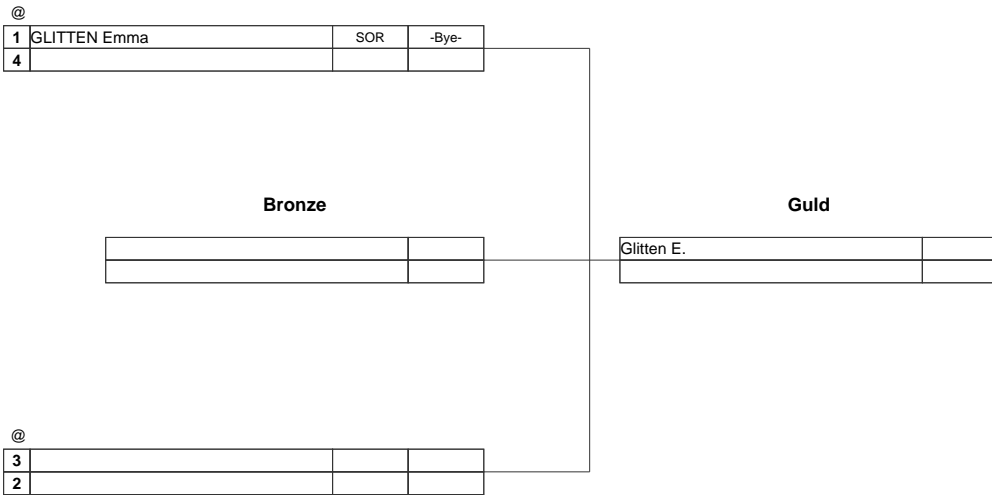 @
1 GLITTEN Emma SOR -Bye-
4
Bronze Guld
Glitten E.
@
3
2